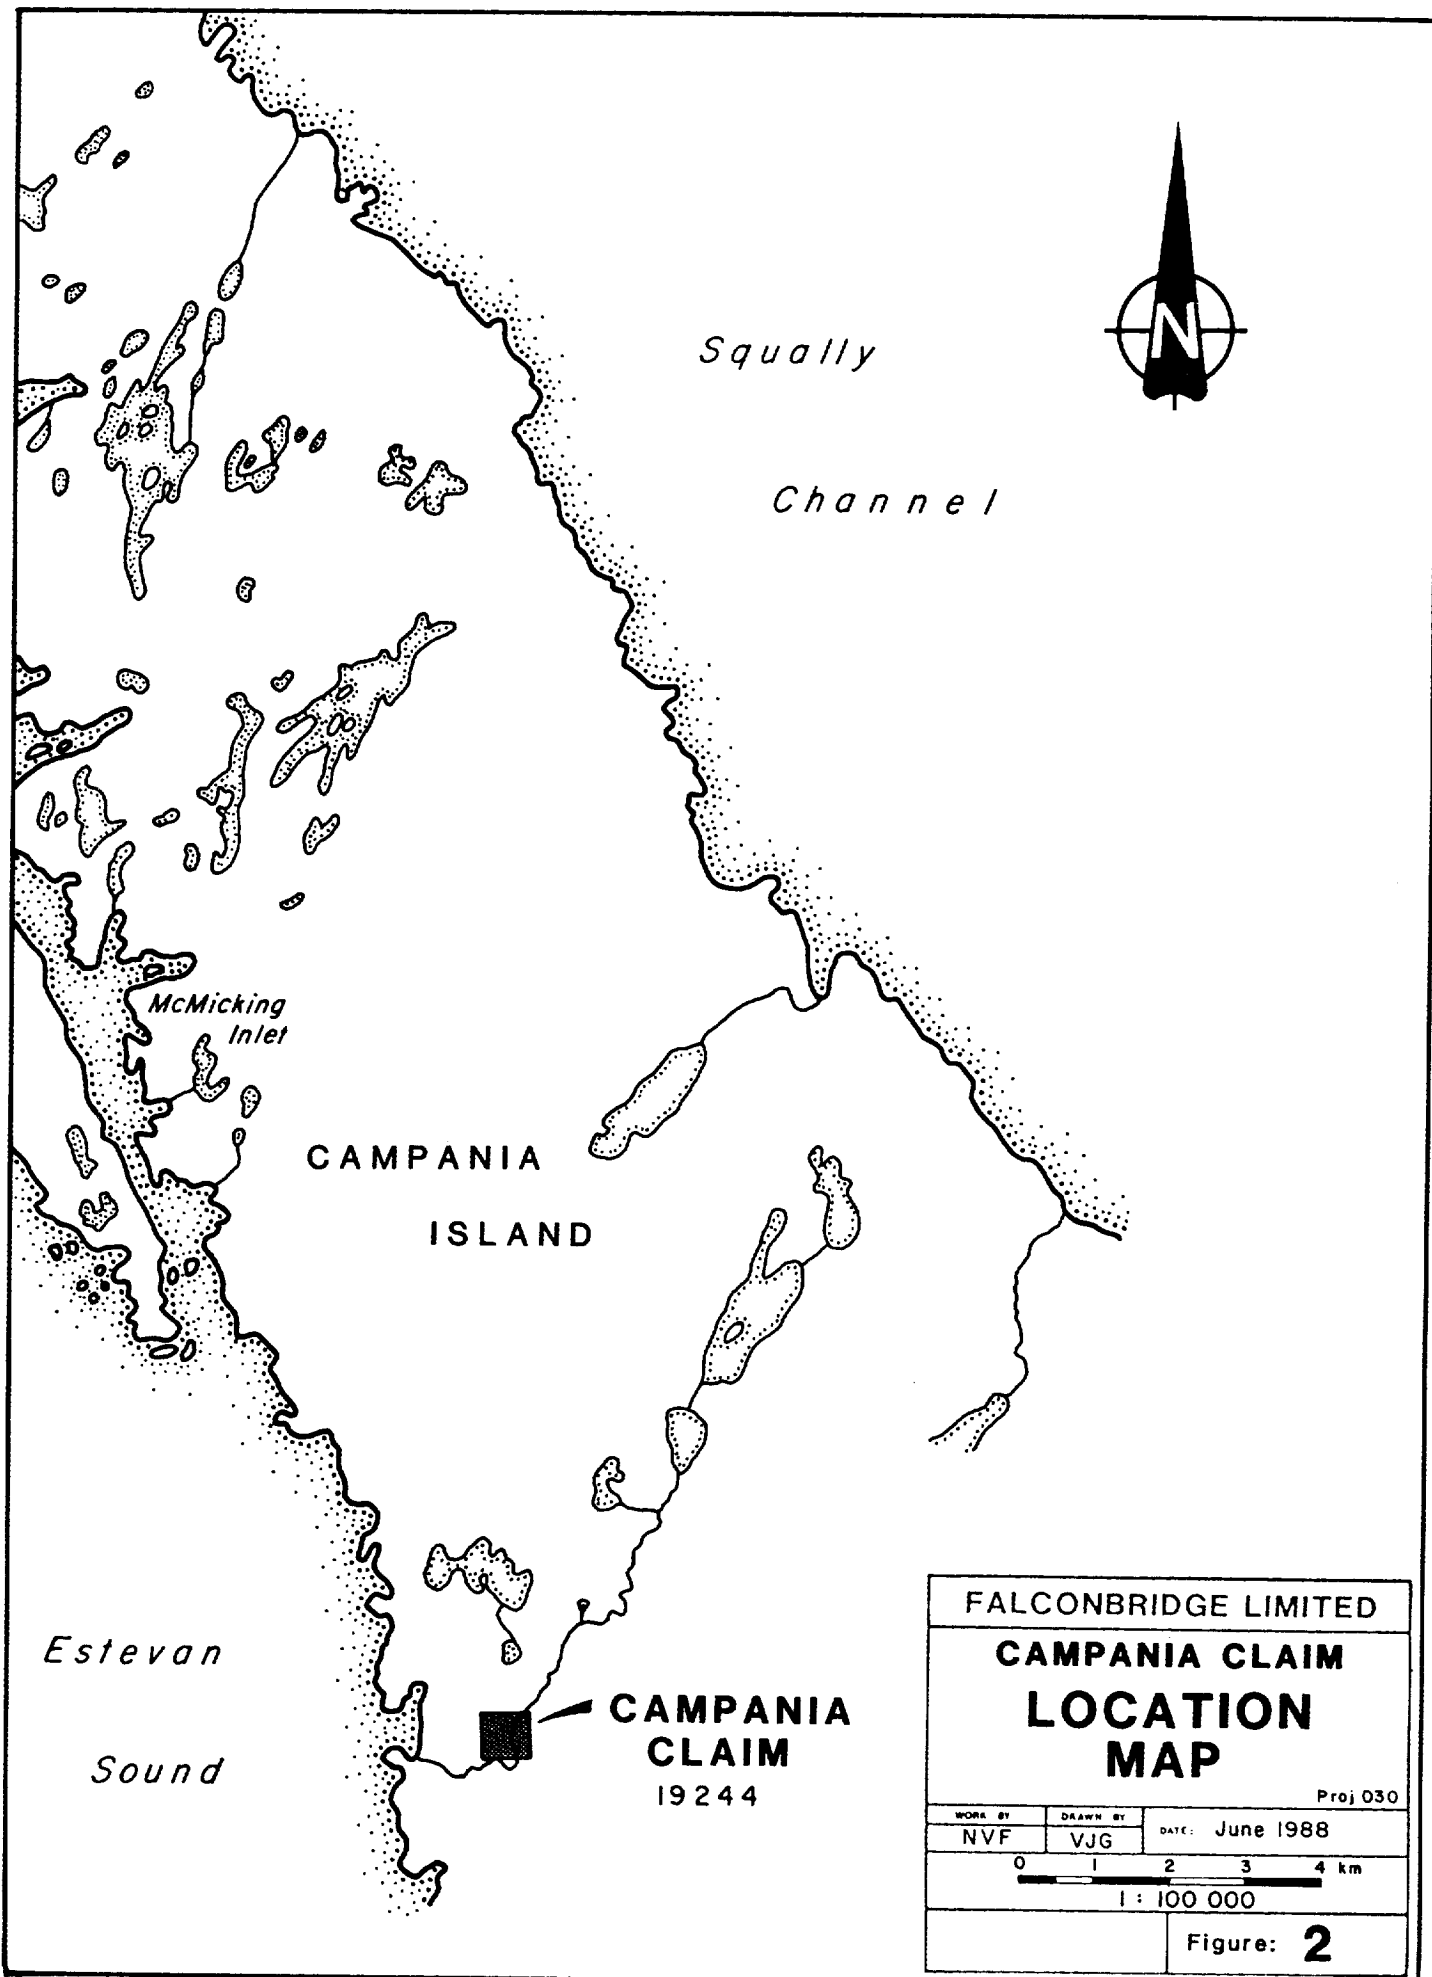 N
Squally
Channel
McMicking
Inlet
CAMPANIA
ISLAND
Estevan
Sound
CAMPANIA
CLAIM
19244
FALCONBRIDGE LIMITED
CAMPANIA CLAIM
LOCATION
MAP
Proj 030
WORK BY DRAWN BY DATE: June 1988
NVF VJG
0 1 2 3 4 km
1 : 100 000
Figure: 2